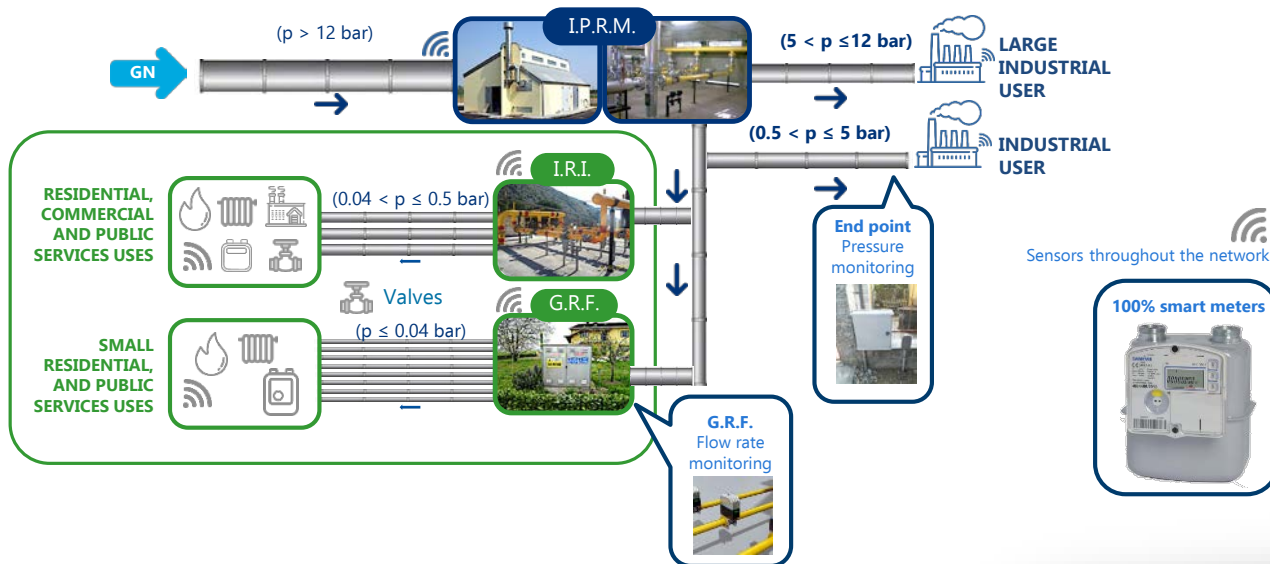 I.P.R.M.
(p > 12 bar)
(5 < p ≤12 bar)
GN
LARGE
INDUSTRIAL
USER
(0.5 < p ≤ 5 bar)
INDUSTRIAL
USER
I.R.I.
RESIDENTIAL,
COMMERCIAL
AND PUBLIC
SERVICES USES
(0.04 < p ≤ 0.5 bar)
End point
Pressure
monitoring
Sensors throughout the network
Valves
G.R.F.
(p ≤ 0.04 bar)
100% smart meters
SMALL
RESIDENTIAL,
AND PUBLIC
SERVICES USES
G.R.F.
Flow rate
monitoring